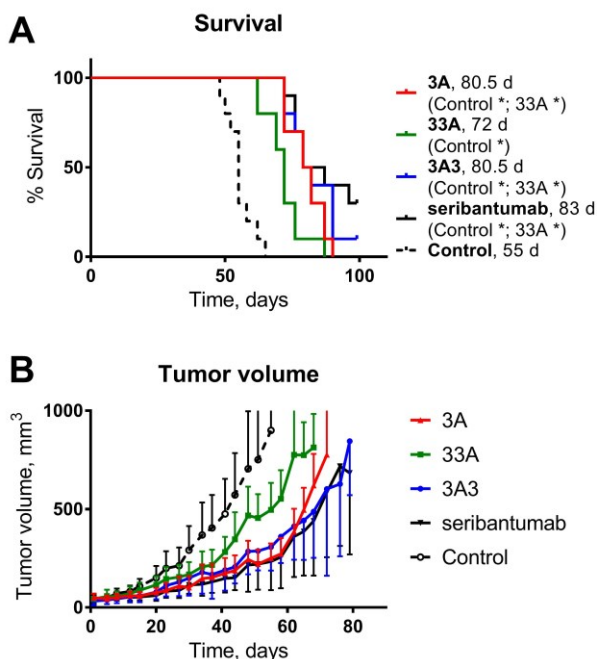 A
Survival
% Survival
100
50
0
0
50
100
Time, days
3A, 80.5 d
(Control *; 33A *)
33A, 72 d
(Control *)
3A3, 80.5 d
(Control *; 33A *)
seribantumab, 83 d
(Control *; 33A *)
Control, 55 d
B
Tumor volume
Tumor volume, mm³
1000
500
0
0
20
40
60
80
Time, days
3A
33A
3A3
seribantumab
Control